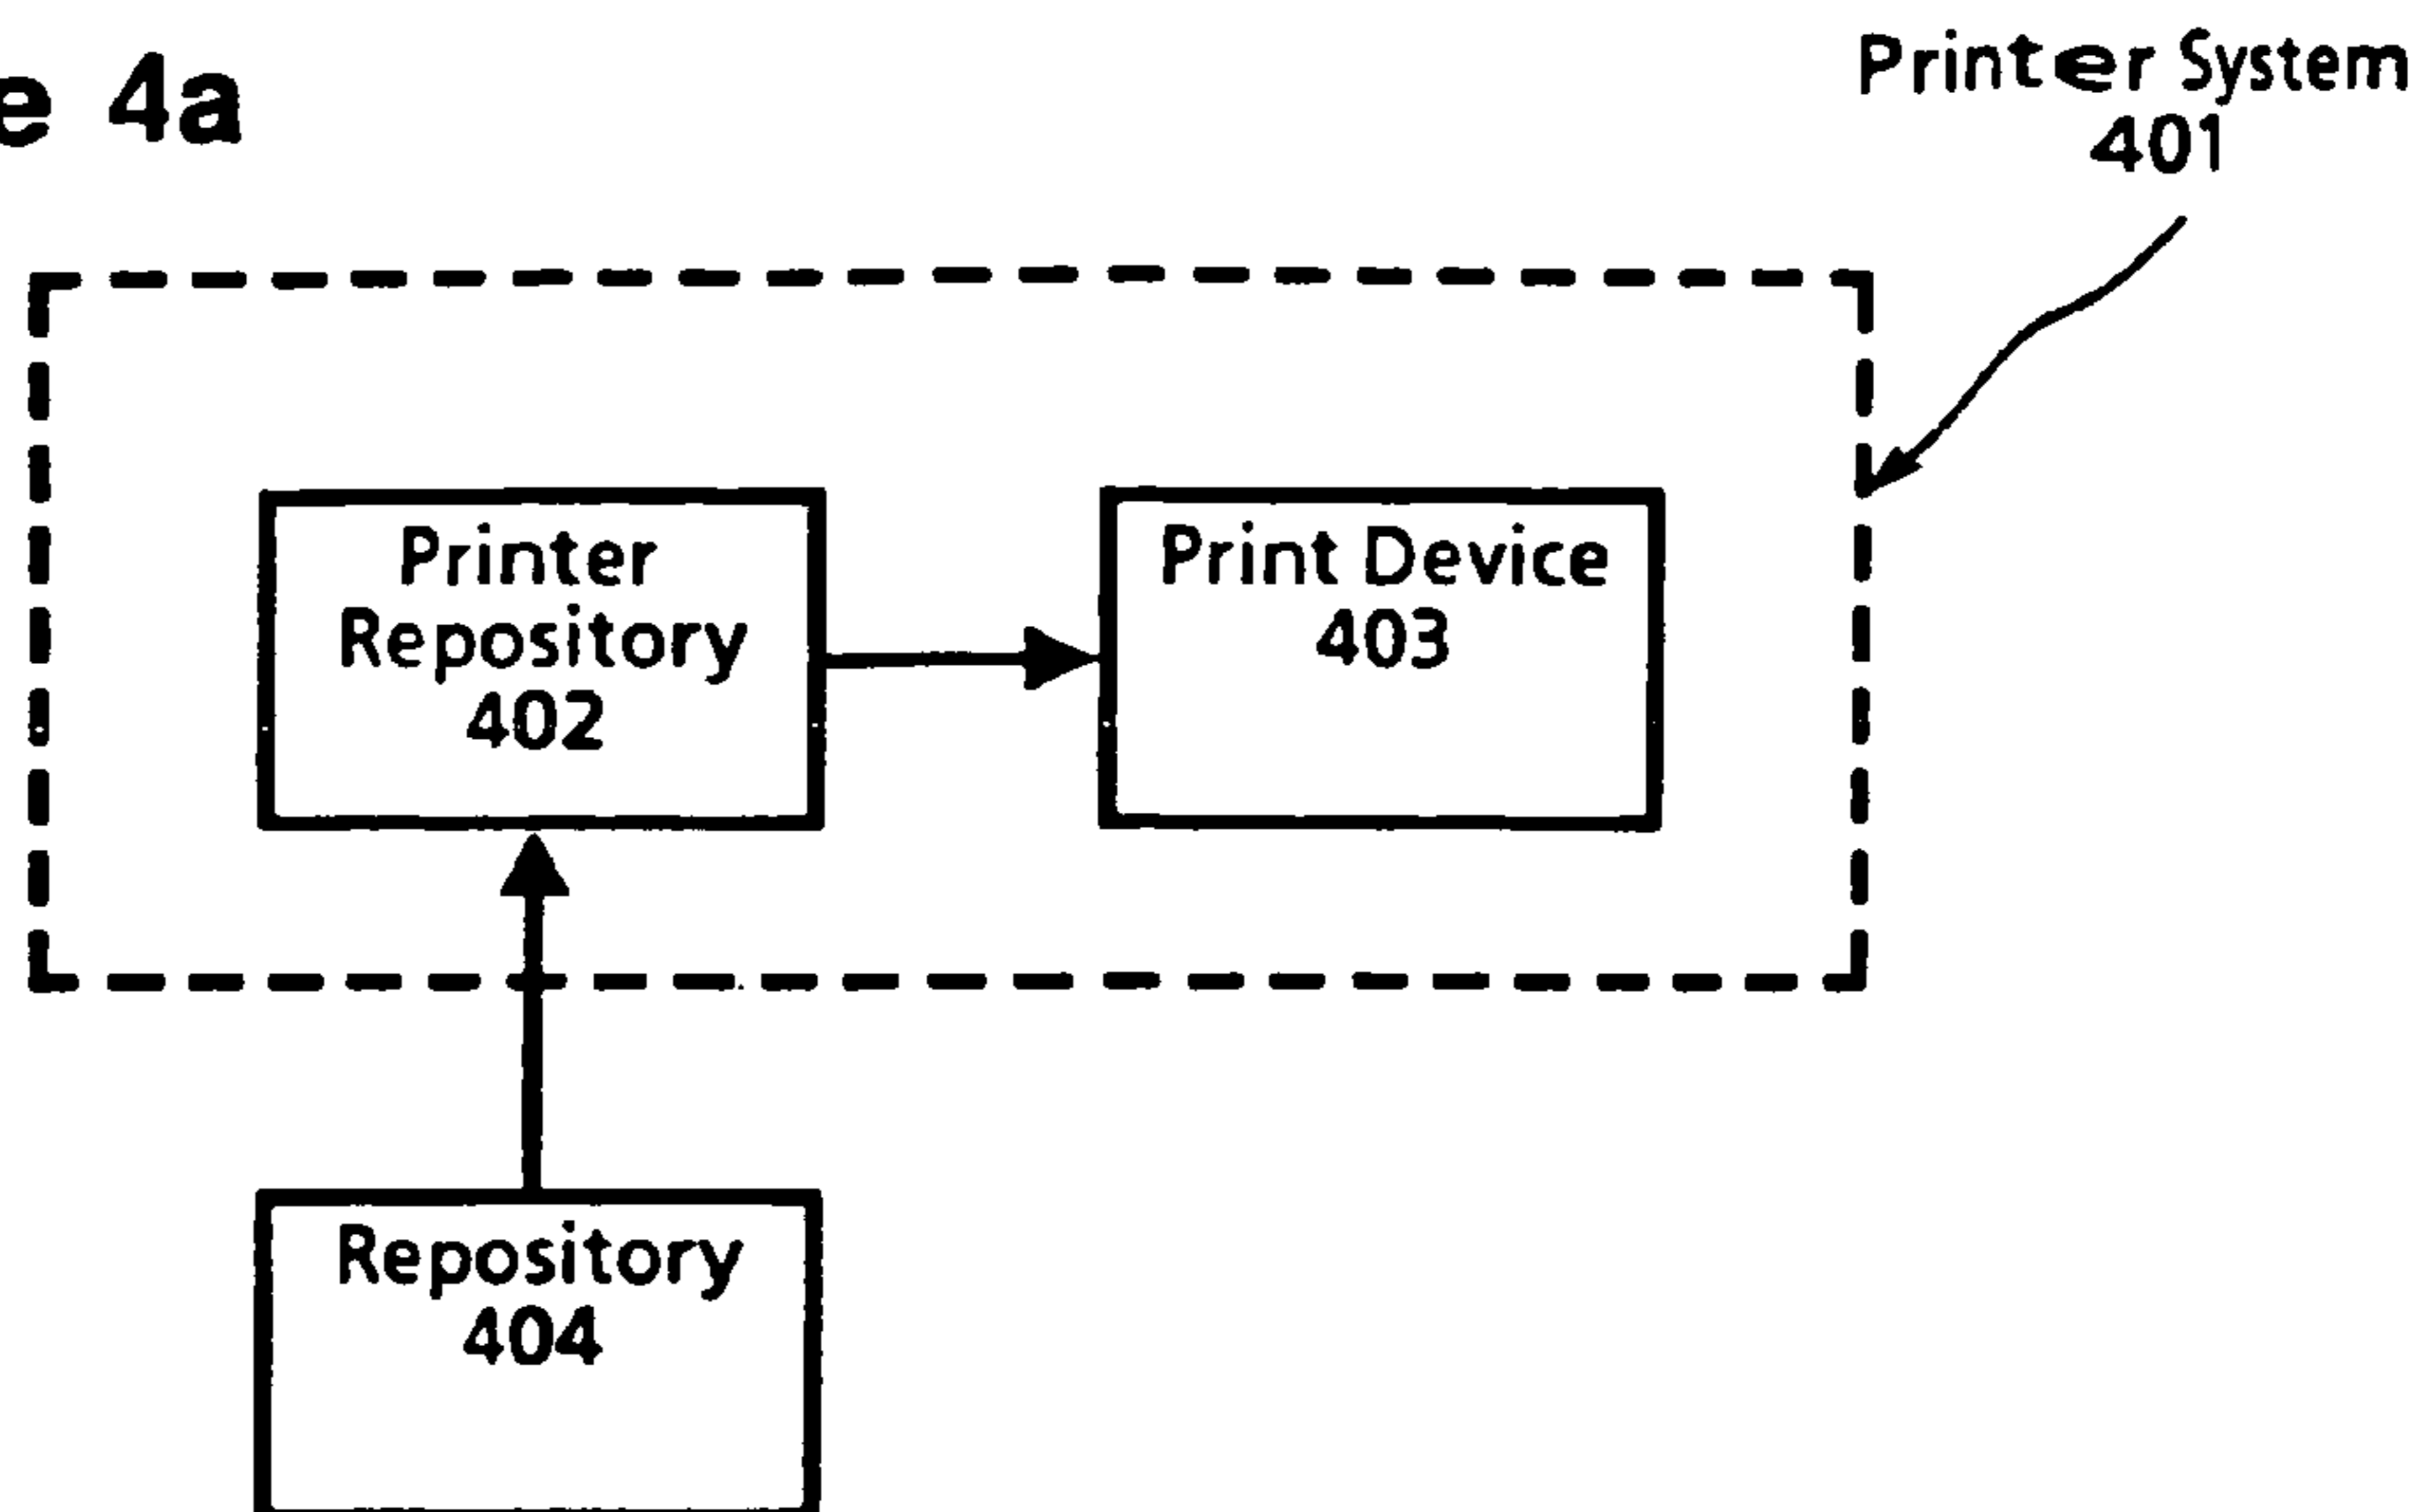 e 4a
Printer System
401
Printer
Repository
402
Print Device
403
Repository
404